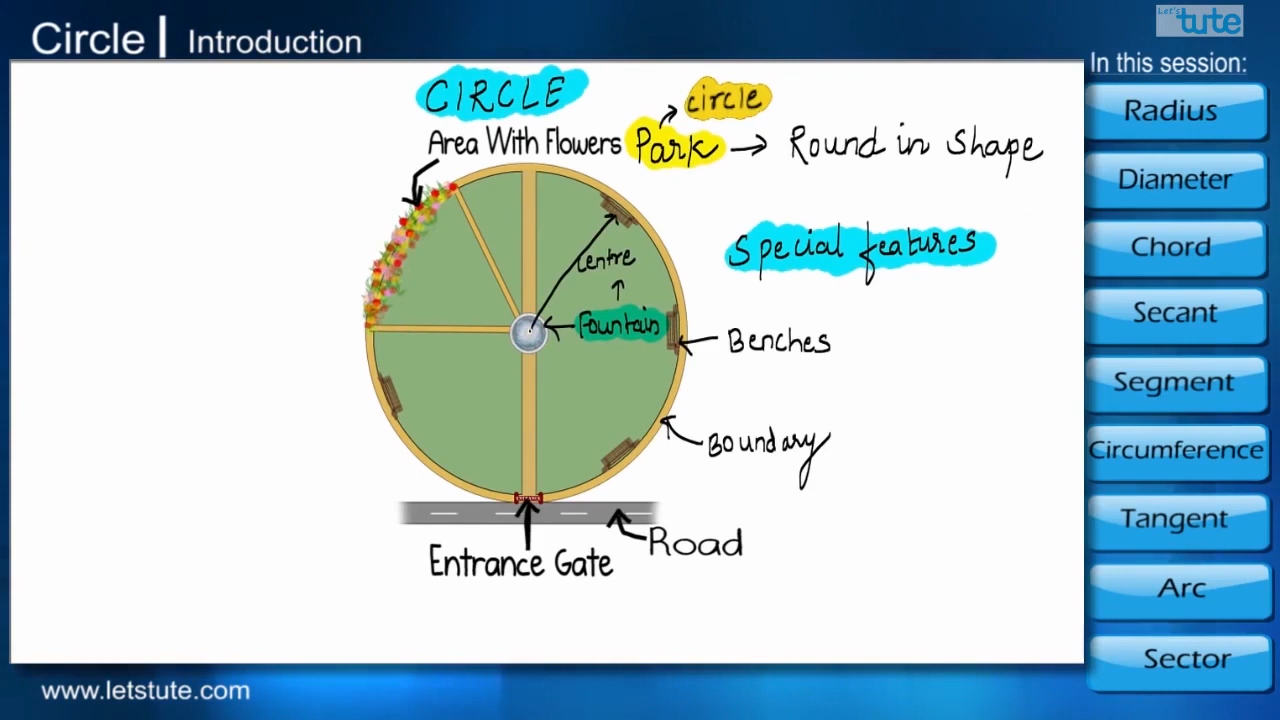 Circle | Introduction
Let's
tute
In this session:
CIRCLE
circle
Area With Flowers
Park → Round in Shape
Special features
Centre
Fountain
Benches
Boundary
ENTRANCE
Entrance Gate
Road
Radius
Diameter
Chord
Secant
Segment
Circumference
Tangent
Arc
Sector
www.letstute.com